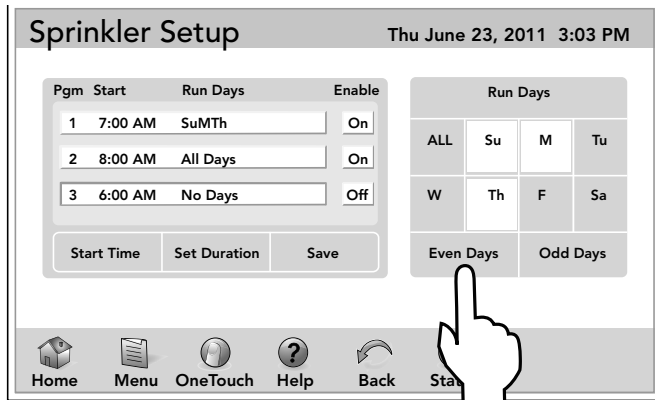 Sprinkler Setup
Thu June 23, 2011 3:03 PM
Pgm Start Run Days Enable
1 7:00 AM SuMTh On
2 8:00 AM All Days On
3 6:00 AM No Days Off
Start Time Set Duration Save
Run Days
ALL Su M Tu
W Th F Sa
Even Days Odd Days
Home Menu OneTouch Help Back